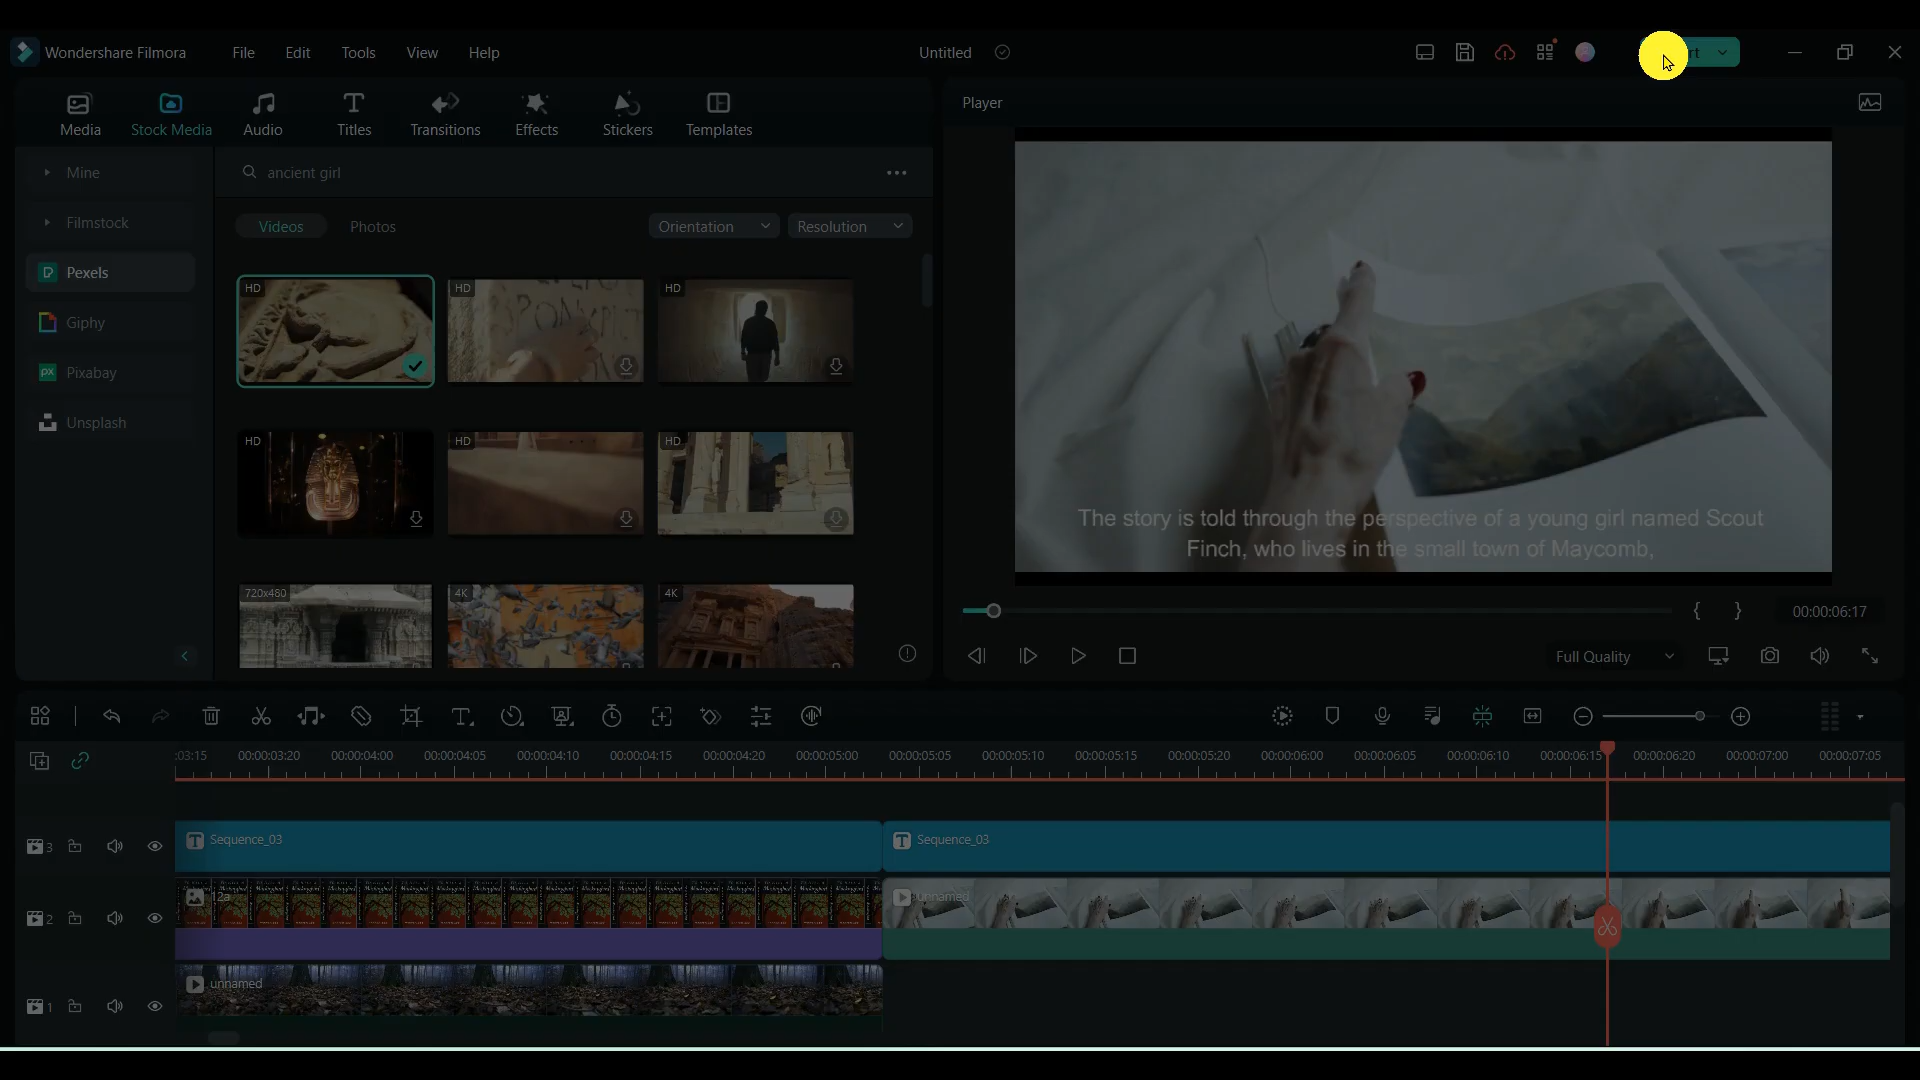 Wondershare Filmora File Edit Tools View Help Untitled
Media Stock Media Audio Titles Transitions Effects Stickers Templates
Player
Mine
ancient girl
Filmstock
Videos Photos Orientation Resolution
Pexels
HD HD HD
Giphy
Pixabay
Unsplash
HD HD HD
The story is told through the perspective of a young girl named Scout
Finch, who lives in the small town of Maycomb,
720x480 4K 4K
00:00:06:17
Full Quality
:03:15 00:00:03:20 00:00:04:00 00:00:04:05 00:00:04:10 00:00:04:15 00:00:04:20 00:00:05:00 00:00:05:05 00:00:05:10 00:00:05:15 00:00:05:20 00:00:06:00 00:00:06:05 00:00:06:10 00:00:06:15 00:00:06:20 00:00:07:00 00:00:07:05
3 Sequence_03 Sequence_03
12a unnamed
2
unnamed
1